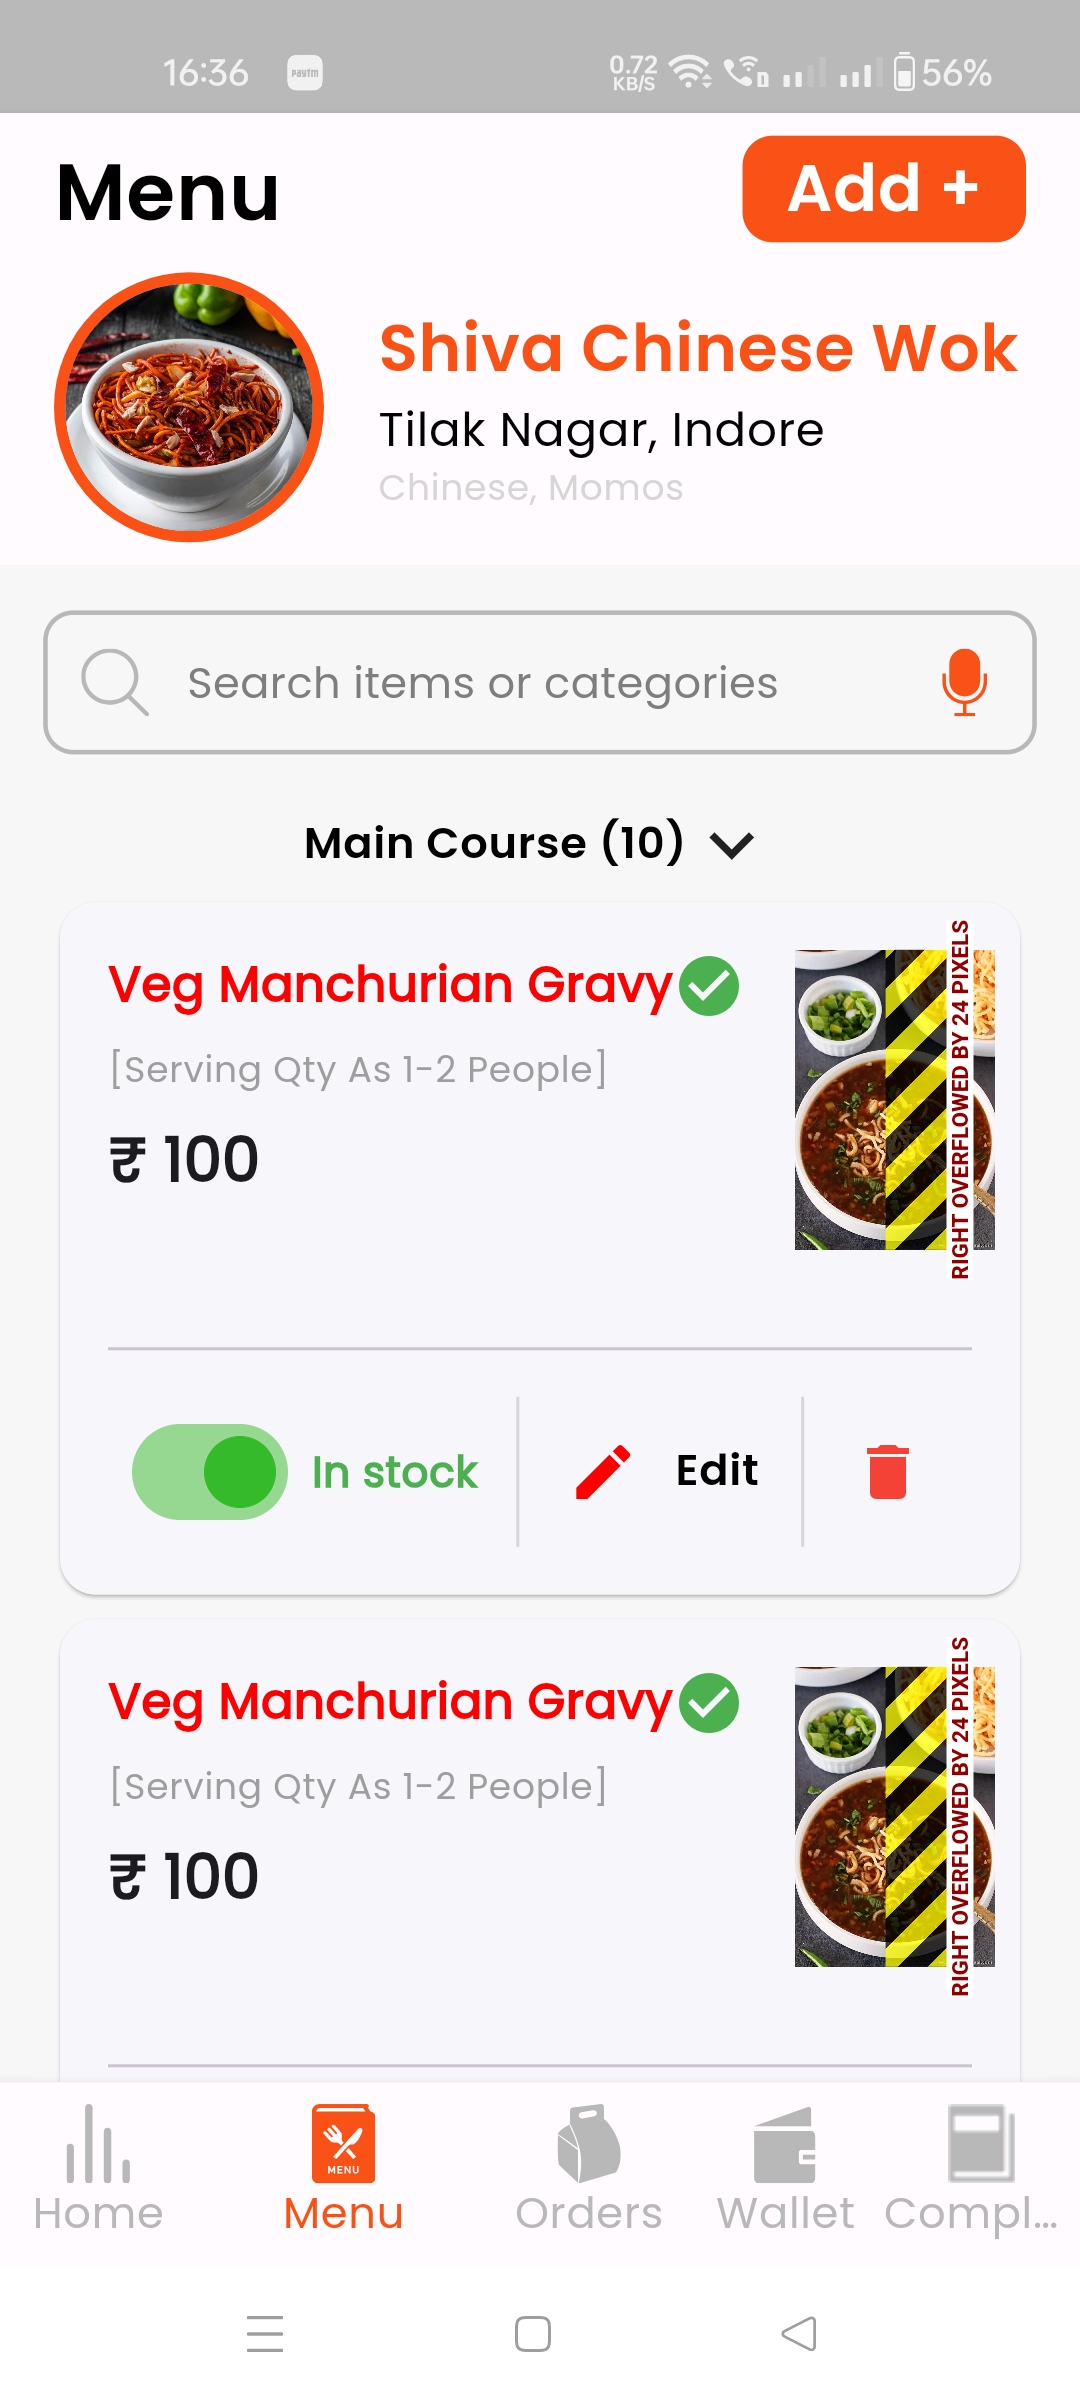 16:36
paytm
0.72
KB/S
56%
Menu
Add +
Shiva Chinese Wok
Tilak Nagar, Indore
Chinese, Momos
Search items or categories
Main Course (10)
Veg Manchurian Gravy
[Serving Qty As 1-2 People]
₹ 100
RIGHT OVERFLOWED BY 24 PIXELS
In stock
Edit
Veg Manchurian Gravy
[Serving Qty As 1-2 People]
₹ 100
RIGHT OVERFLOWED BY 24 PIXELS
MENU
Home
Menu
Orders
Wallet
Compl...